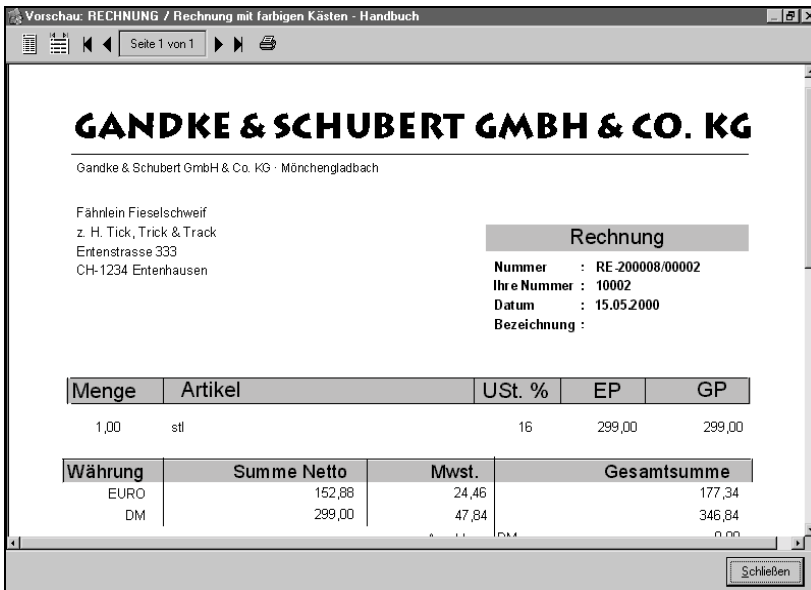 Vorschau: RECHNUNG / Rechnung mit farbigen Kästen - Handbuch
Seite 1 von 1
GANDKE & SCHUBERT GMBH & CO. KG
Gandke & Schubert GmbH & Co. KG · Mönchengladbach
Fähnlein Fieselschweif
z. H. Tick, Trick & Track
Entenstrasse 333
CH-1234 Entenhausen
Rechnung
Nummer : RE-200008/00002
Ihre Nummer : 10002
Datum : 15.05.2000
Bezeichnung :
Menge Artikel USt. % EP GP
1,00 stl 16 299,00 299,00
Währung Summe Netto Mwst. Gesamtsumme
EURO 152,88 24,46 177,34
DM 299,00 47,84 346,84
DM 0,00
Schließen